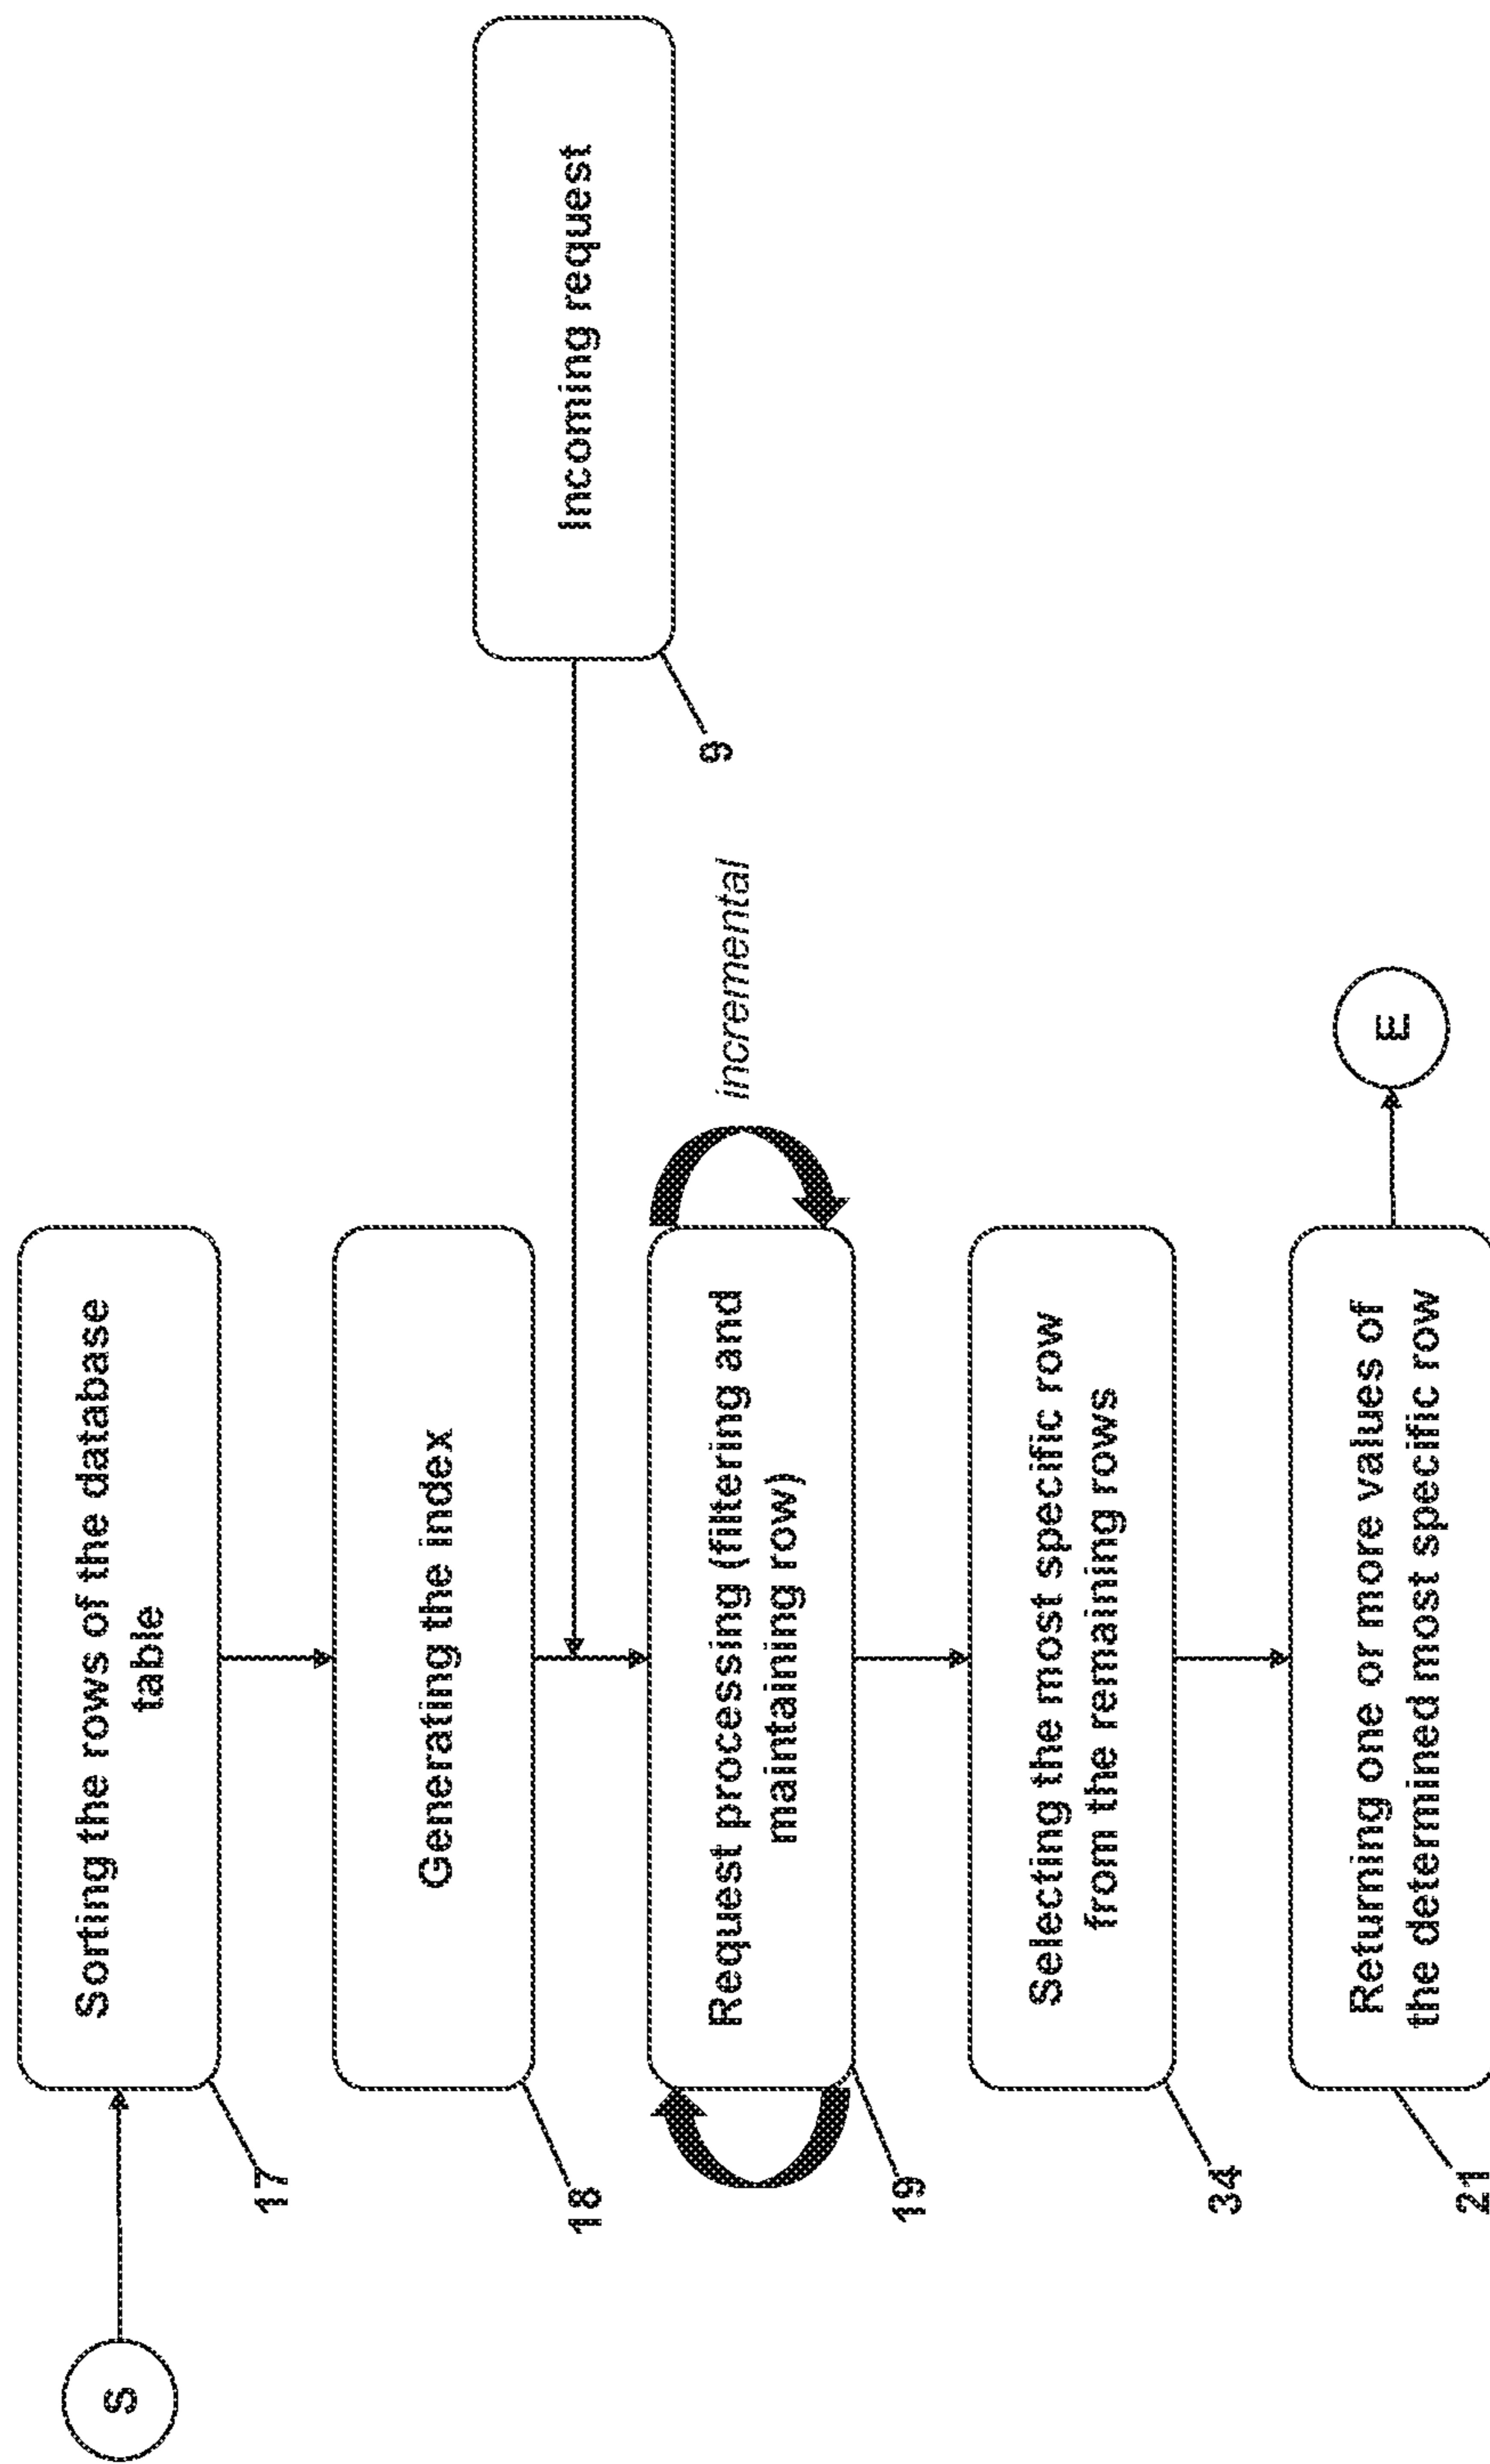 S
Sorting the rows of the database
table
17
Generating the index
18
Incoming request
9
Request processing (filtering and
maintaining row)
incremental
19
Selecting the most specific row
from the remaining rows
34
Returning one or more values of
the determined most specific row
E
21